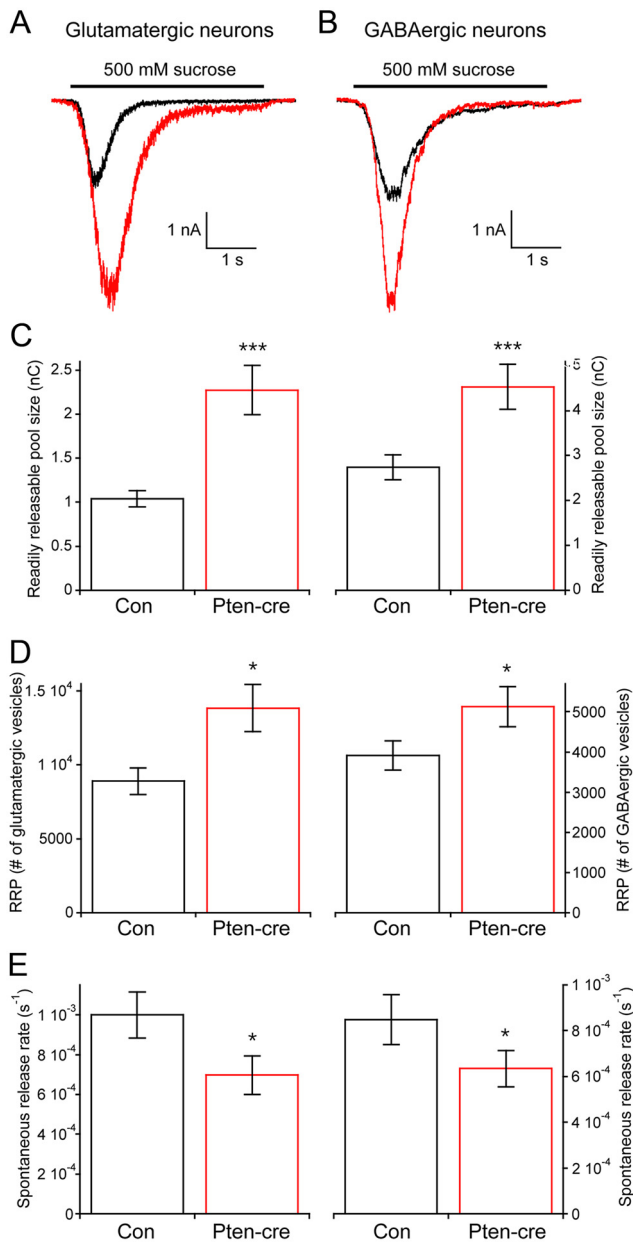 A
Glutamatergic neurons
B
GABAergic neurons
500 mM sucrose
500 mM sucrose
1 nA
1 s
1 nA
1 s
C
Readily releasable pool size (nC)
2.5
2
1.5
1
0.5
0
***
Con
Pten-cre
***
5
4
3
2
1
0
Readily releasable pool size (nC)
Con
Pten-cre
D
RRP (# of glutamatergic vesicles)
1.5 10⁴
1 10⁴
5000
0
*
Con
Pten-cre
*
5000
4000
3000
2000
1000
0
RRP (# of GABAergic vesicles)
Con
Pten-cre
E
Spontaneous release rate (s⁻¹)
1 10⁻³
8 10⁻⁴
6 10⁻⁴
4 10⁻⁴
2 10⁻⁴
0
*
Con
Pten-cre
*
1 10⁻³
8 10⁻⁴
6 10⁻⁴
4 10⁻⁴
2 10⁻⁴
0
Spontaneous release rate (s⁻¹)
Con
Pten-cre